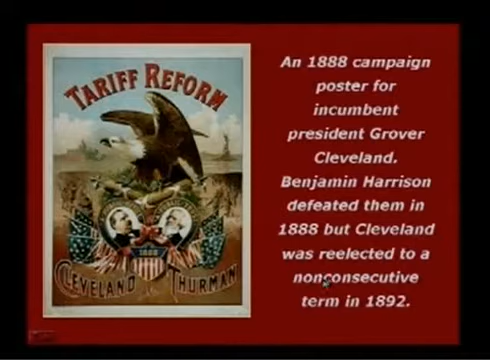 TARIFF REFORM
1888
CLEVELAND THURMAN
An 1888 campaign
poster for
incumbent
president Grover
Cleveland.
Benjamin Harrison
defeated them in
1888 but Cleveland
was reelected to a
nonconsecutive
term in 1892.